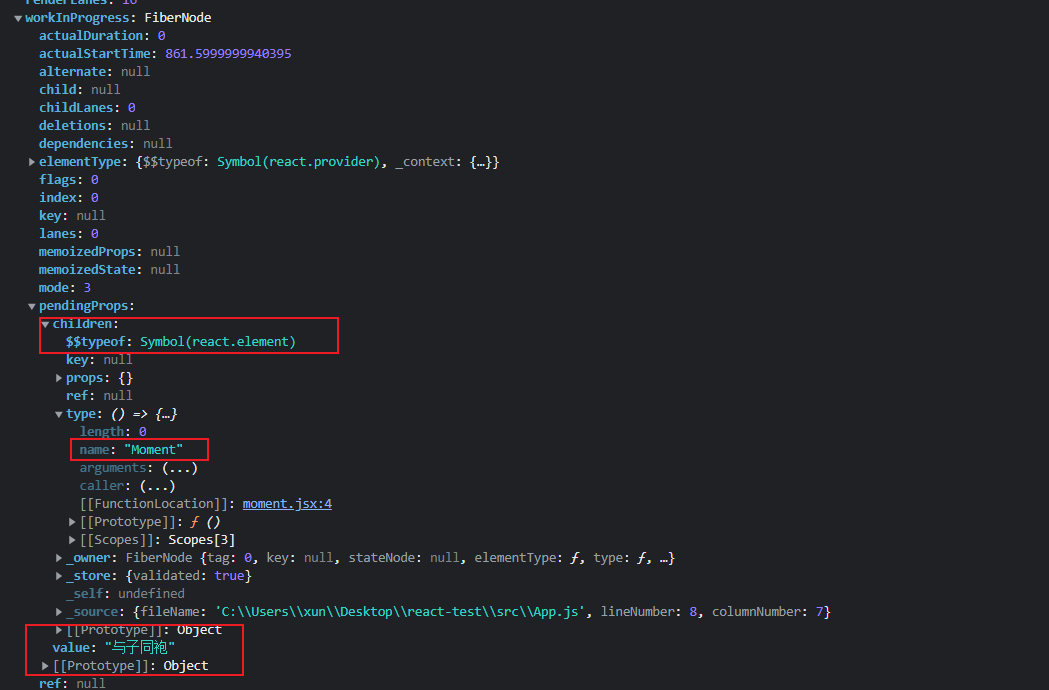 renderLanes: 16
workInProgress: FiberNode
actualDuration: 0
actualStartTime: 861.5999999940395
alternate: null
child: null
childLanes: 0
deletions: null
dependencies: null
elementType: {$$typeof: Symbol(react.provider), _context: {…}}
flags: 0
index: 0
key: null
lanes: 0
memoizedProps: null
memoizedState: null
mode: 3
pendingProps:
children:
$$typeof: Symbol(react.element)
key: null
props: {}
ref: null
type: () => {…}
length: 0
name: "Moment"
arguments: (...)
caller: (...)
[[FunctionLocation]]: moment.jsx:4
[[Prototype]]: ƒ ()
[[Scopes]]: Scopes[3]
_owner: FiberNode {tag: 0, key: null, stateNode: null, elementType: ƒ, type: ƒ, …}
_store: {validated: true}
_self: undefined
_source: {fileName: 'C:\\Users\\xun\\Desktop\\react-test\\src\\App.js', lineNumber: 8, columnNumber: 7}
[[Prototype]]: Object
value: "与子同袍"
[[Prototype]]: Object
ref: null